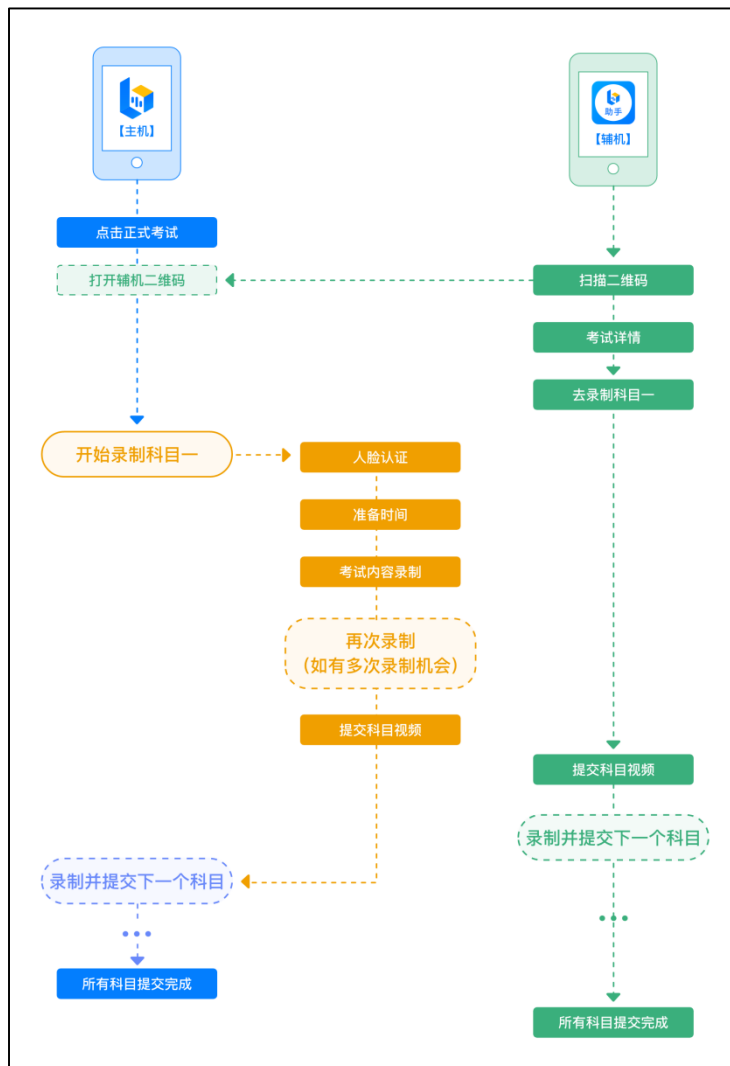 【主机】
助手
【辅机】
点击正式考试
打开辅机二维码
扫描二维码
考试详情
去录制科目一
开始录制科目一
人脸认证
准备时间
考试内容录制
再次录制
（如有多次录制机会）
提交科目视频
提交科目视频
录制并提交下一个科目
录制并提交下一个科目
所有科目提交完成
所有科目提交完成